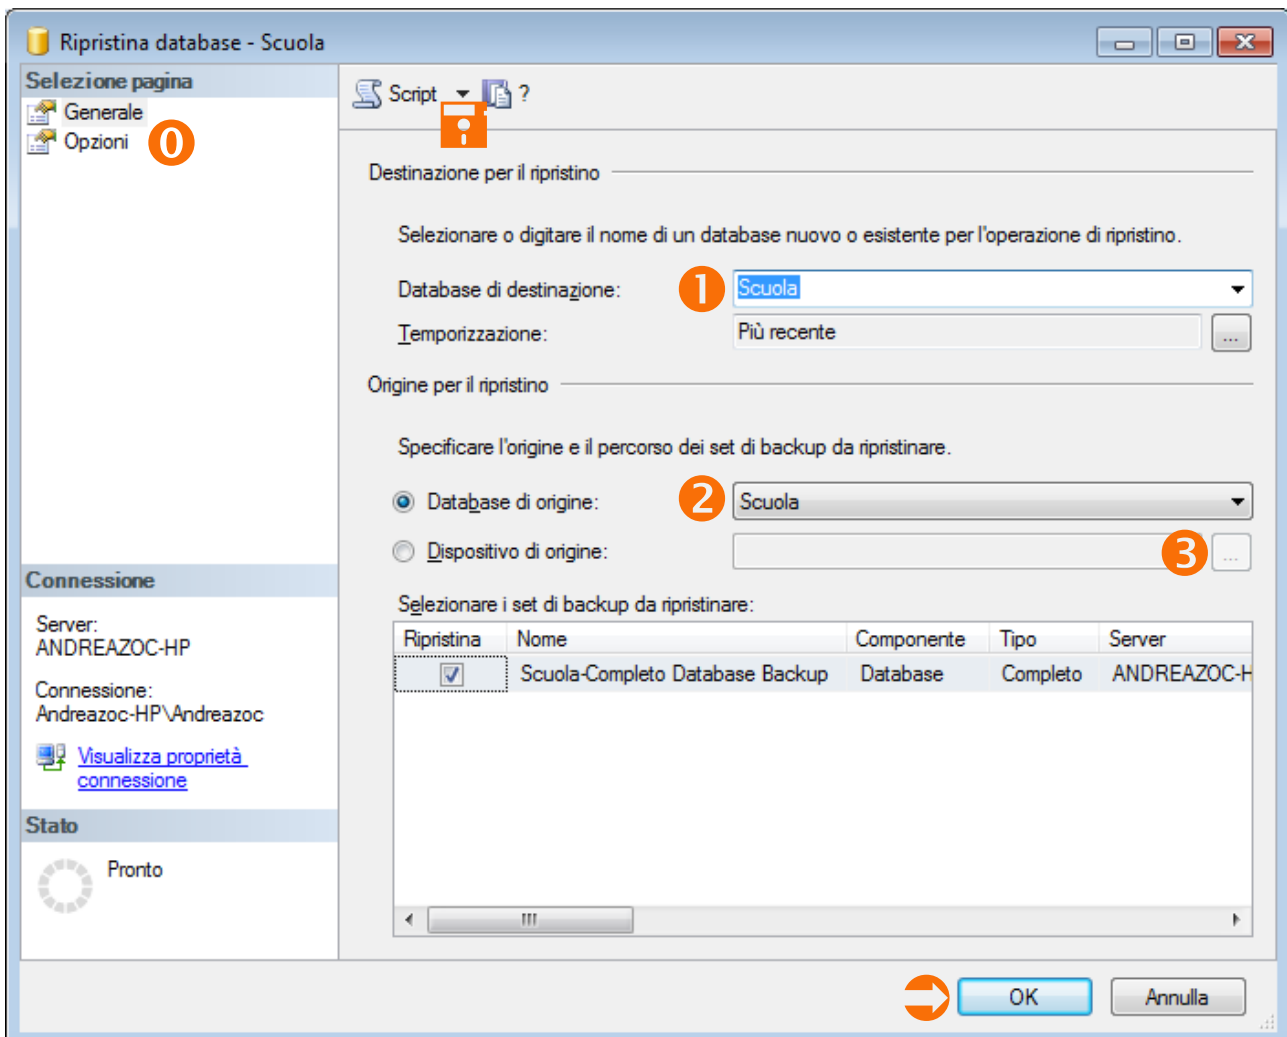 Ripristina database - Scuola
Selezione pagina
Generale
Opzioni
0
Script ?
Destinazione per il ripristino
Selezionare o digitare il nome di un database nuovo o esistente per l'operazione di ripristino.
Database di destinazione:
1
Scuola
Temporizzazione:
Più recente
...
Origine per il ripristino
Specificare l'origine e il percorso dei set di backup da ripristinare.
Database di origine:
2
Scuola
Dispositivo di origine:
3
...
Selezionare i set di backup da ripristinare:
Ripristina Nome Componente Tipo Server
Scuola-Completo Database Backup Database Completo ANDREAZOC-H
Connessione
Server:
ANDREAZOC-HP
Connessione:
Andreazoc-HP\Andreazoc
Visualizza proprietà
connessione
Stato
Pronto
OK
Annulla